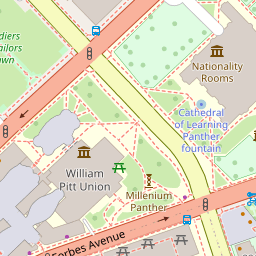 diers
ailors
wn
Nationality
Rooms
Cathedral
of Learning
Panther
fountain
William
Pitt Union
Millenium
Panther
Forbes Avenue